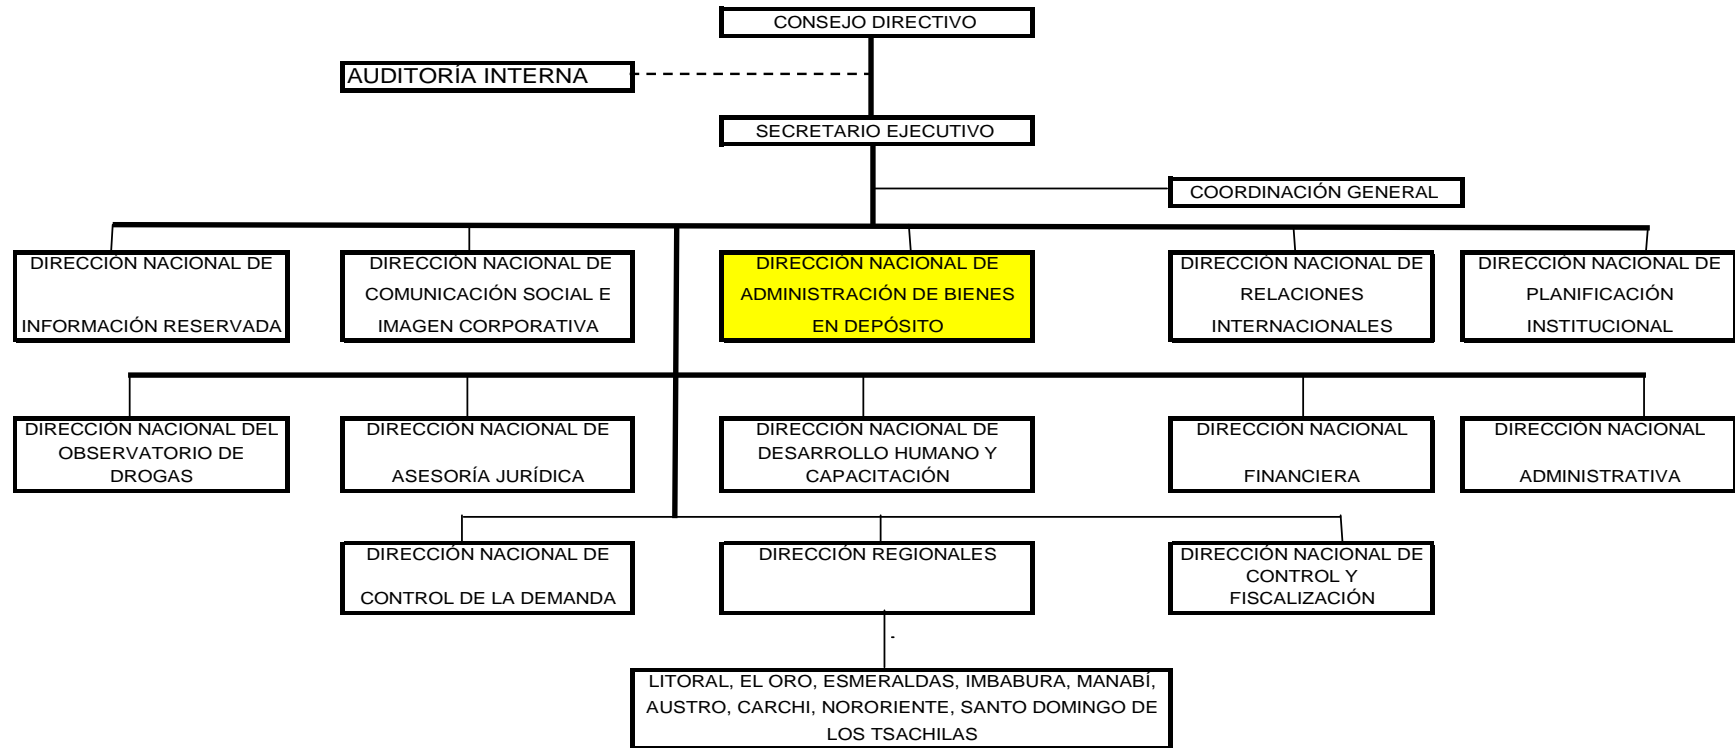 CONSEJO DIRECTIVO
AUDITORÍA INTERNA
SECRETARIO EJECUTIVO
COORDINACIÓN GENERAL
DIRECCIÓN NACIONAL DE
INFORMACIÓN RESERVADA
DIRECCIÓN NACIONAL DE
COMUNICACIÓN SOCIAL E
IMAGEN CORPORATIVA
DIRECCIÓN NACIONAL DE
ADMINISTRACIÓN DE BIENES
EN DEPÓSITO
DIRECCIÓN NACIONAL DE
RELACIONES
INTERNACIONALES
DIRECCIÓN NACIONAL DE
PLANIFICACIÓN
INSTITUCIONAL
DIRECCIÓN NACIONAL DEL
OBSERVATORIO DE
DROGAS
DIRECCIÓN NACIONAL DE
ASESORÍA JURÍDICA
DIRECCIÓN NACIONAL DE
DESARROLLO HUMANO Y
CAPACITACIÓN
DIRECCIÓN NACIONAL
FINANCIERA
DIRECCIÓN NACIONAL
ADMINISTRATIVA
DIRECCIÓN NACIONAL DE
CONTROL DE LA DEMANDA
DIRECCIÓN REGIONALES
DIRECCIÓN NACIONAL DE
CONTROL Y
FISCALIZACIÓN
-
LITORAL, EL ORO, ESMERALDAS, IMBABURA, MANABÍ,
AUSTRO, CARCHI, NORORIENTE, SANTO DOMINGO DE
LOS TSACHILAS